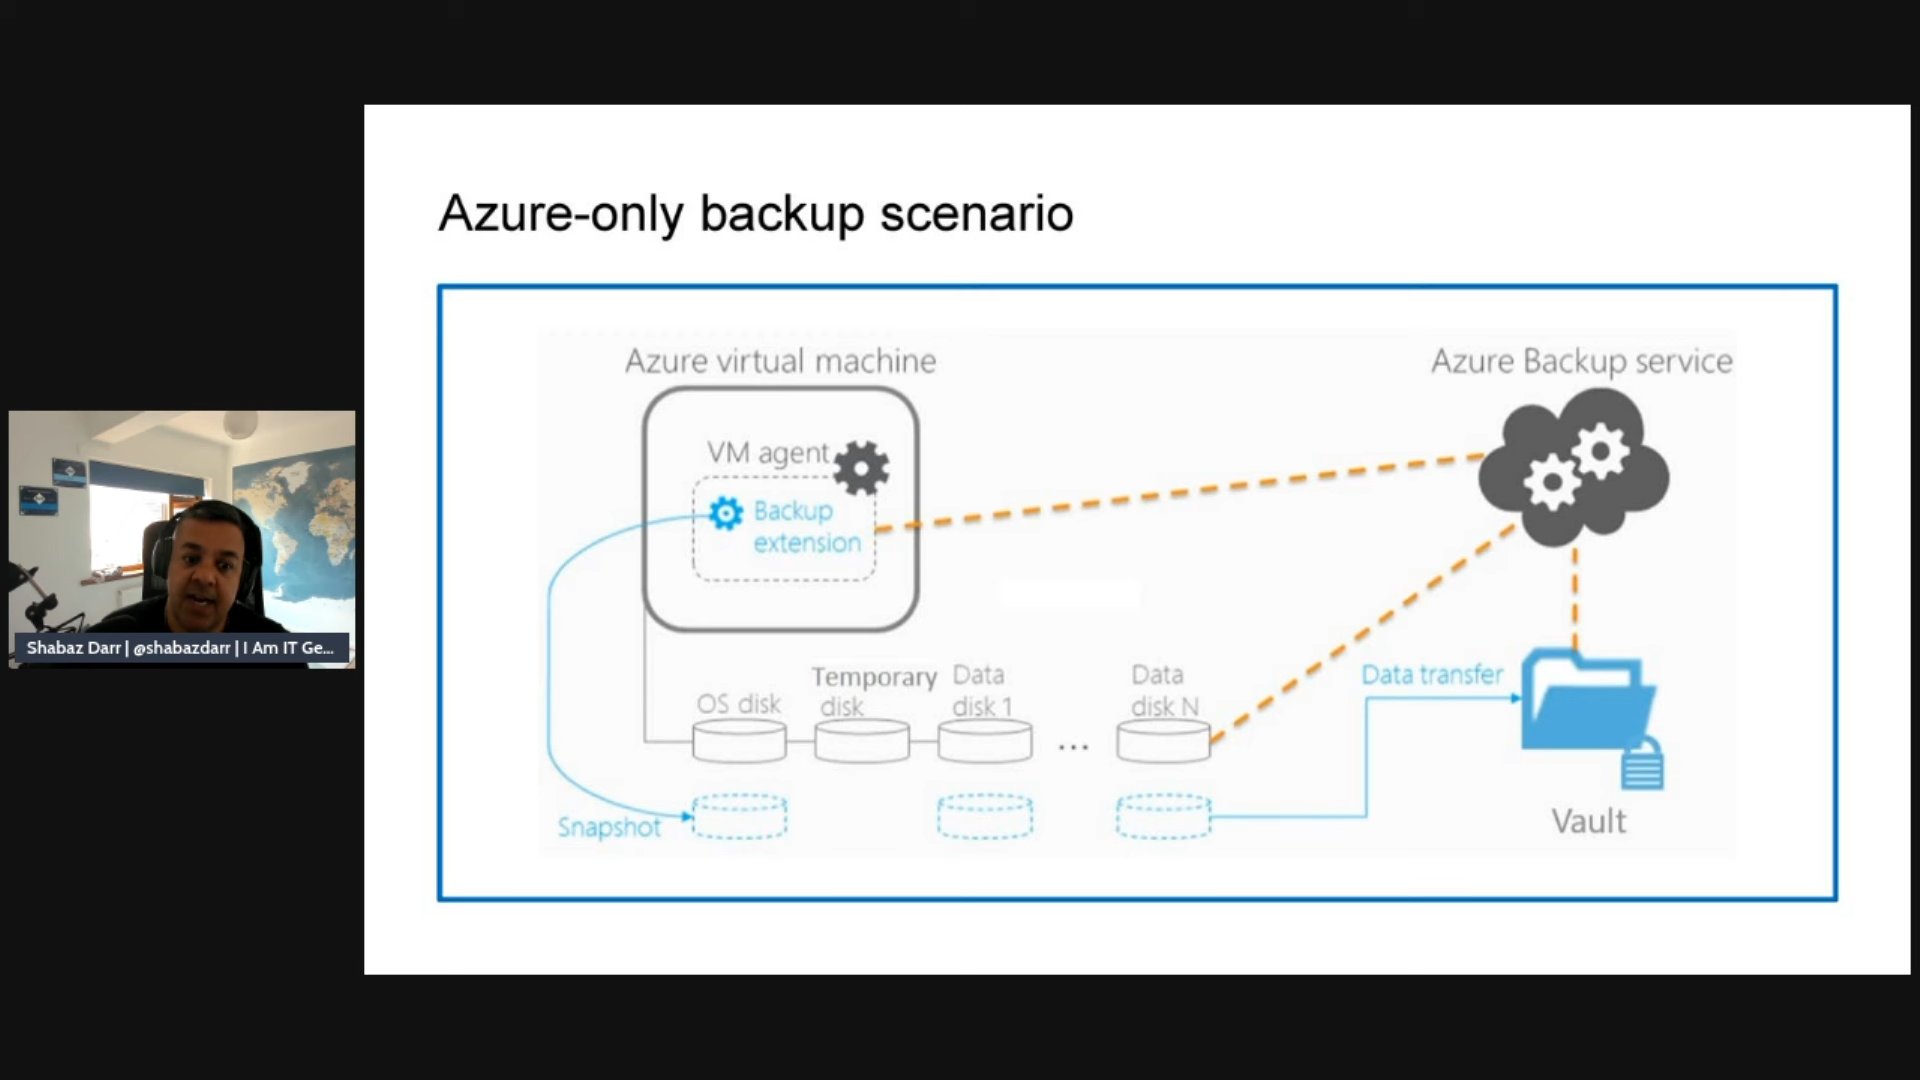 Azure-only backup scenario
Azure virtual machine
Azure Backup service
VM agent
Backup
extension
Temporary
disk
OS disk
Data
disk 1
Data
disk N
...
Data transfer
Snapshot
Vault
Shabaz Darr | @shabazdarr | I Am IT Ge...